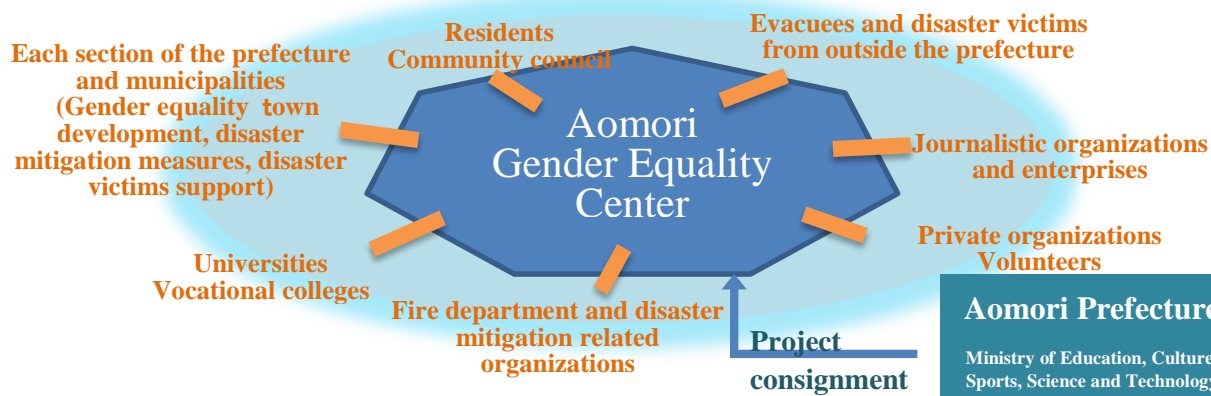 Each section of the prefecture
and municipalities
(Gender equality town
development, disaster
mitigation measures, disaster
victims support)
Residents
Community council
Evacuees and disaster victims
from outside the prefecture
Aomori
Gender Equality
Center
Journalistic organizations
and enterprises
Private organizations
Volunteers
Universities
Vocational colleges
Fire department and disaster
mitigation related
organizations
Project
consignment
Aomori Prefecture
Ministry of Education, Culture
Sports, Science and Technology